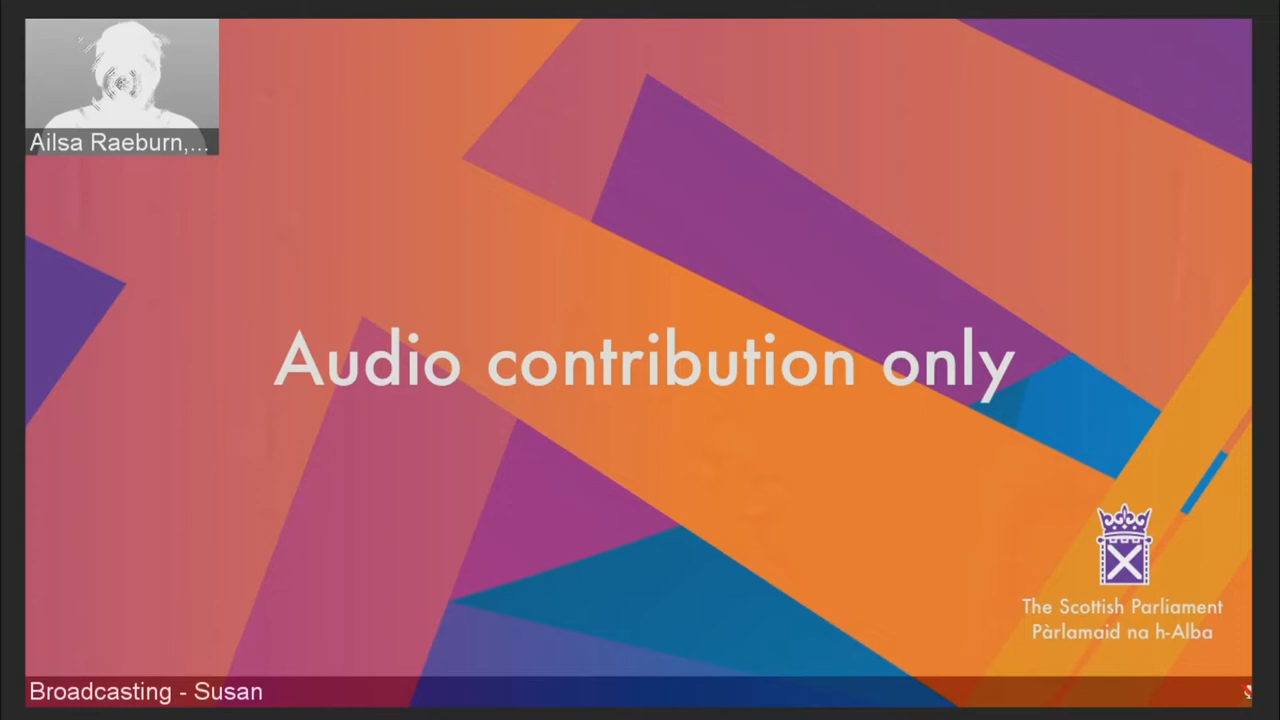 Ailsa Raeburn,...
Audio contribution only
The Scottish Parliament
Pàrlamaid na h-Alba
Broadcasting - Susan